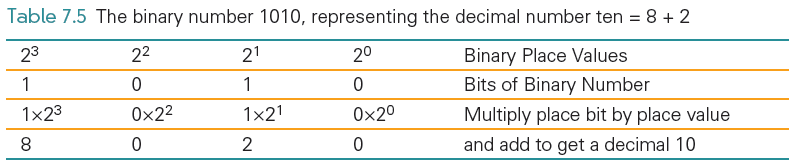 Table 7.5 The binary number 1010, representing the decimal number ten = 8 + 2
2³ 2² 2¹ 2⁰ Binary Place Values
1 0 1 0 Bits of Binary Number
1×2³ 0×2² 1×2¹ 0×2⁰ Multiply place bit by place value
8 0 2 0 and add to get a decimal 10